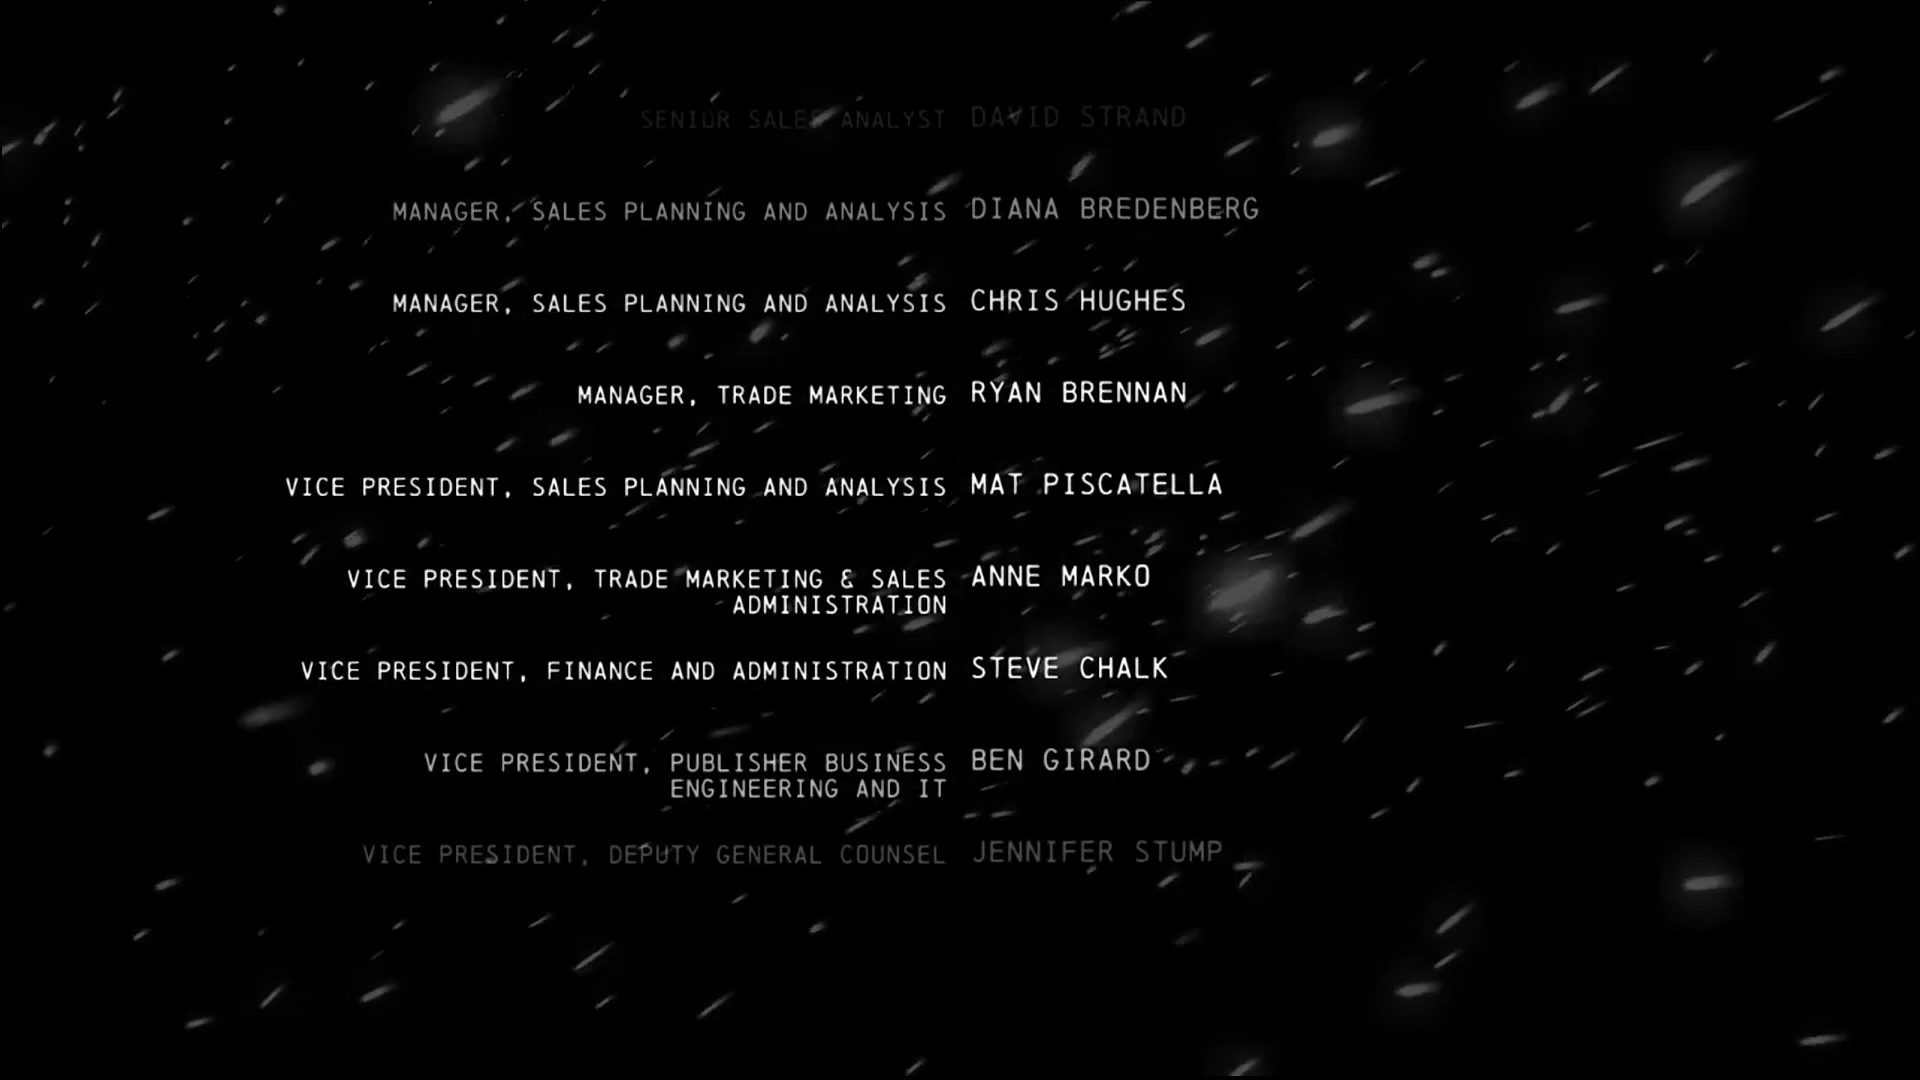 SENIOR SALES ANALYST DAVID STRAND
MANAGER, SALES PLANNING AND ANALYSIS DIANA BREDENBERG
MANAGER, SALES PLANNING AND ANALYSIS CHRIS HUGHES
MANAGER, TRADE MARKETING RYAN BRENNAN
VICE PRESIDENT, SALES PLANNING AND ANALYSIS MAT PISCATELLA
VICE PRESIDENT, TRADE MARKETING & SALES ANNE MARKO
ADMINISTRATION
VICE PRESIDENT, FINANCE AND ADMINISTRATION STEVE CHALK
VICE PRESIDENT, PUBLISHER BUSINESS BEN GIRARD
ENGINEERING AND IT
VICE PRESIDENT, DEPUTY GENERAL COUNSEL JENNIFER STUMP